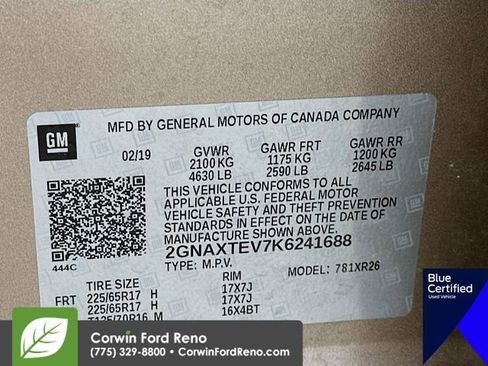 GM
MFD BY GENERAL MOTORS OF CANADA COMPANY
02/19 GVWR GAWR FRT GAWR RR
2100 KG 1175 KG 1200 KG
4630 LB 2590 LB 2645 LB
THIS VEHICLE CONFORMS TO ALL
APPLICABLE U.S. FEDERAL MOTOR
VEHICLE SAFETY AND THEFT PREVENTION
STANDARDS IN EFFECT ON THE DATE OF
MANUFACTURE SHOWN ABOVE.
2GNAXTEV7K6241688
444C TYPE: M.P.V. MODEL: 781XR26
TIRE SIZE RIM
FRT 225/65R17 H 17X7J
225/65R17 H 17X7J
T135/70R16 M 16X4BT
Blue
Certified
Used Vehicle
Corwin Ford Reno
(775) 329-8800 • CorwinFordReno.com